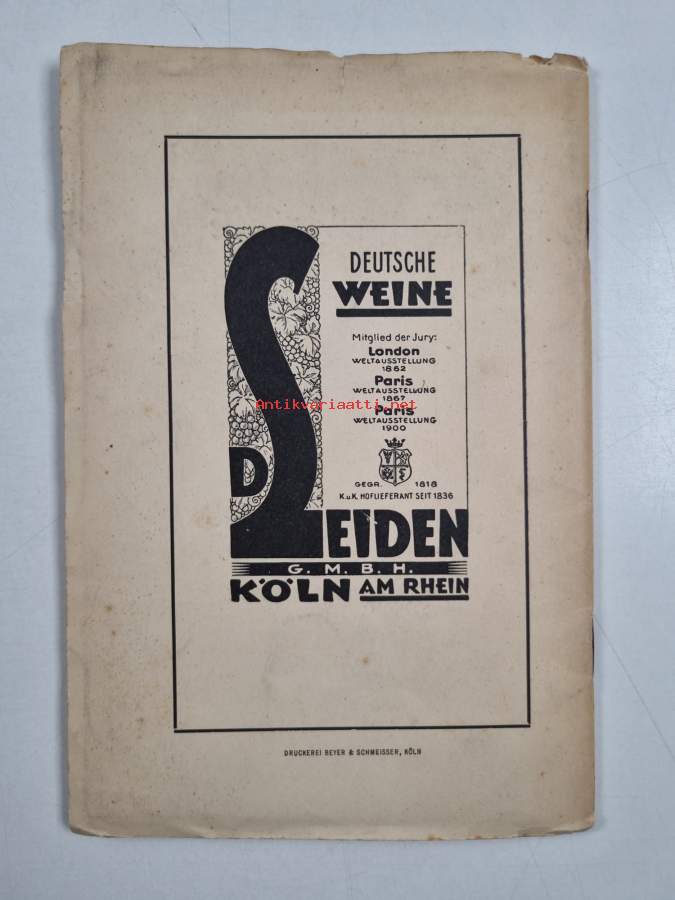 DEUTSCHE
WEINE
Mitglied der Jury:
London
WELTAUSSTELLUNG
1862
Paris
WELTAUSSTELLUNG
1867
Antikvariaatti.net
Paris
WELTAUSSTELLUNG
1900
GEGR. 1818
K.u.K. HOFLIEFERANT SEIT 1836
D LEIDEN
G. M. B. H.
KÖLN AM RHEIN
DRUCKEREI BEYER & SCHMEISSER, KÖLN